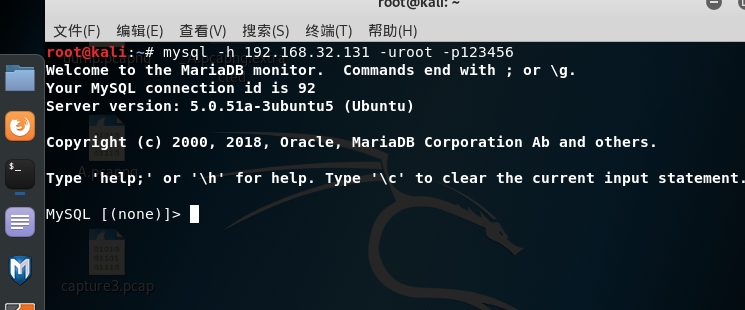 root@kali: ~
文件(F) 编辑(E) 查看(V) 搜索(S) 终端(T) 帮助(H)
root@kali:~# mysql -h 192.168.32.131 -uroot -p123456
Welcome to the MariaDB monitor.  Commands end with ; or \g.
Your MySQL connection id is 92
Server version: 5.0.51a-3ubuntu5 (Ubuntu)
Copyright (c) 2000, 2018, Oracle, MariaDB Corporation Ab and others.
Type 'help;' or '\h' for help. Type '\c' to clear the current input statement.
MySQL [(none)]>
capture3.pcap